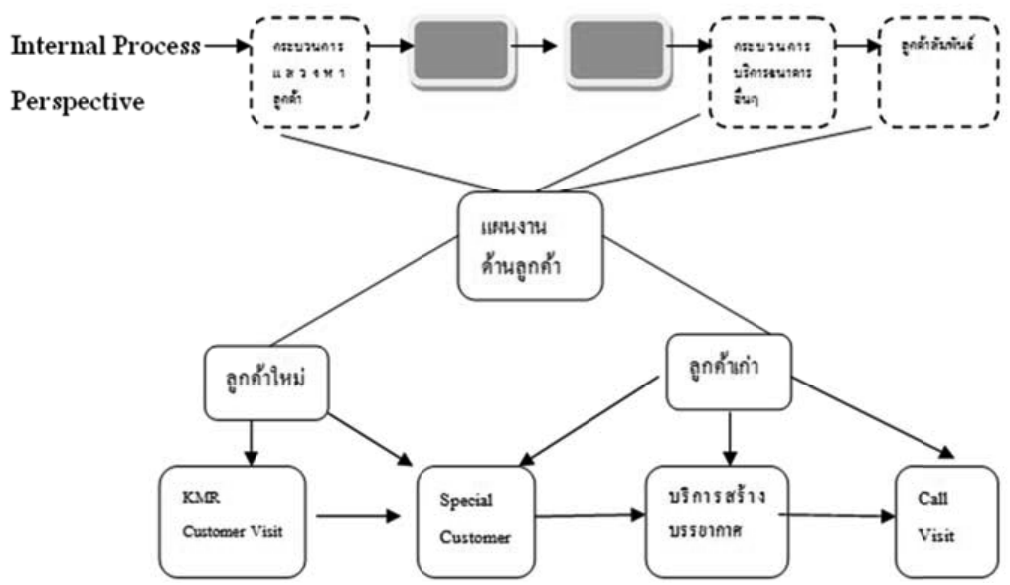 Internal Process
Perspective
กระบวนการ
แสวงหา
ลูกค้า
กระบวนการ
บริการธนาคาร
อื่นๆ
ลูกค้าสัมพันธ์
แผนงาน
ด้านลูกค้า
ลูกค้าใหม่
ลูกค้าเก่า
KMR
Customer Visit
Special
Customer
บริการสร้าง
บรรยากาศ
Call
Visit